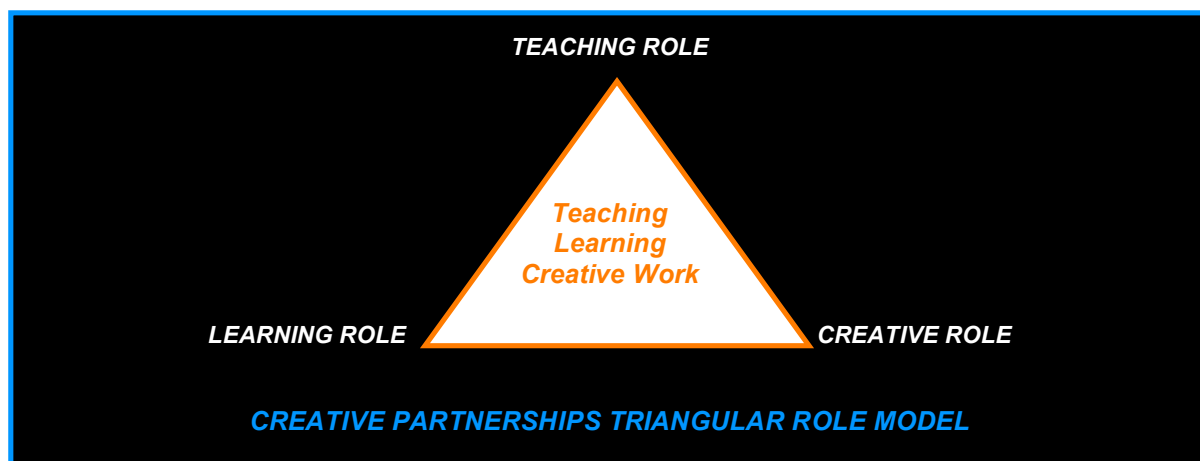 TEACHING ROLE
Teaching
Learning
Creative Work
LEARNING ROLE
CREATIVE ROLE
CREATIVE PARTNERSHIPS TRIANGULAR ROLE MODEL